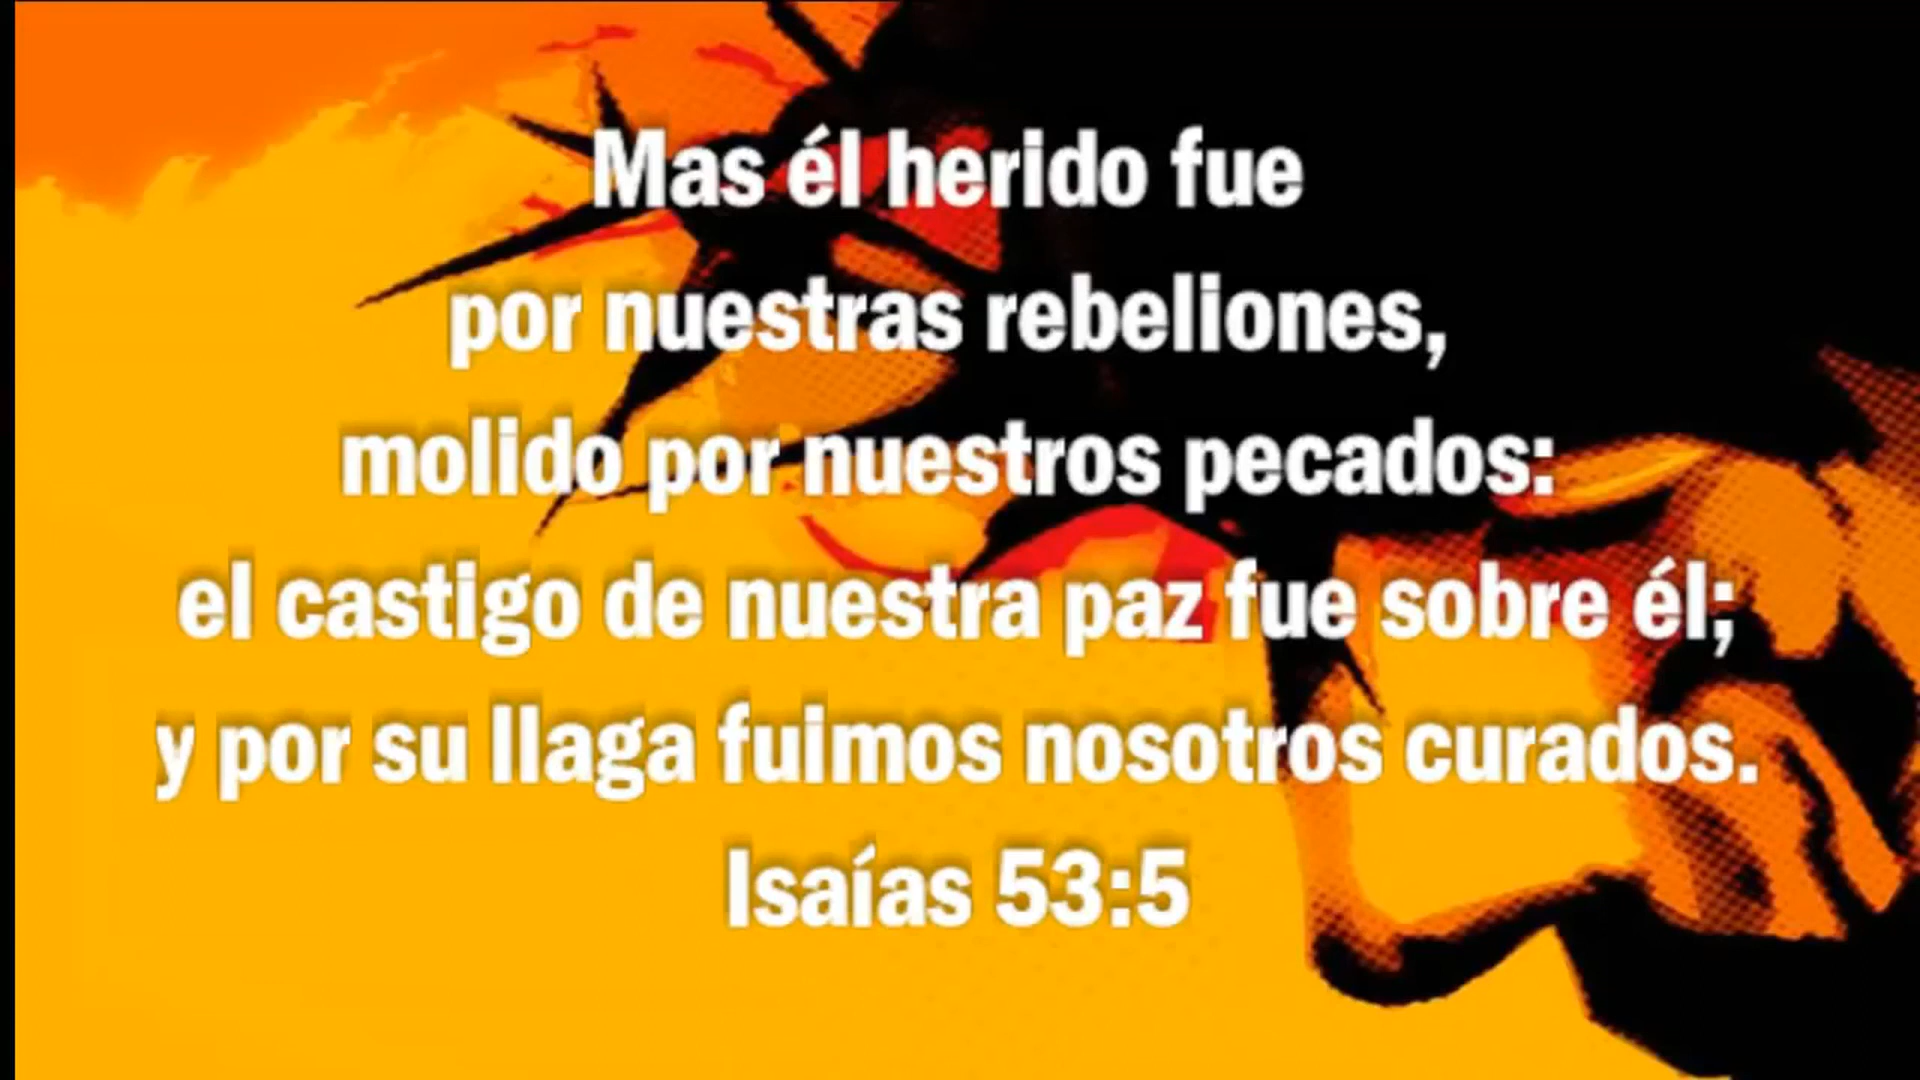 Mas él herido fue
por nuestras rebeliones,
molido por nuestros pecados:
el castigo de nuestra paz fue sobre él;
y por su llaga fuimos nosotros curados.
Isaías 53:5